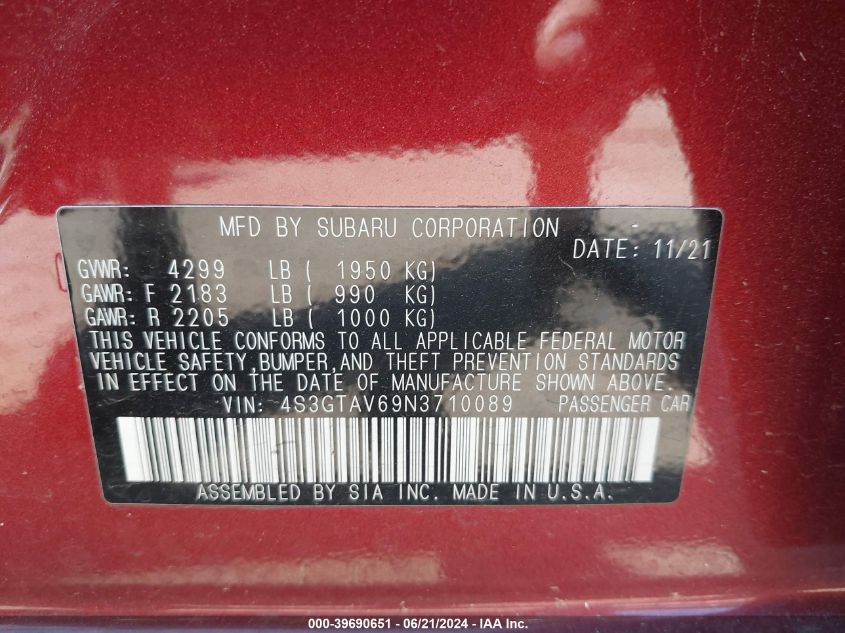 MFD BY SUBARU CORPORATION
DATE: 11/21
GVWR: 4299 LB ( 1950 KG)
GAWR: F 2183 LB ( 990 KG)
GAWR: R 2205 LB ( 1000 KG)
THIS VEHICLE CONFORMS TO ALL APPLICABLE FEDERAL MOTOR
VEHICLE SAFETY,BUMPER,AND THEFT PREVENTION STANDARDS
IN EFFECT ON THE DATE OF MANUFACTURE SHOWN ABOVE.
VIN: 4S3GTAV69N3710089 PASSENGER CAR
ASSEMBLED BY SIA INC. MADE IN U.S.A.
000-39690651 / 06/21/2024 - IAA Inc.